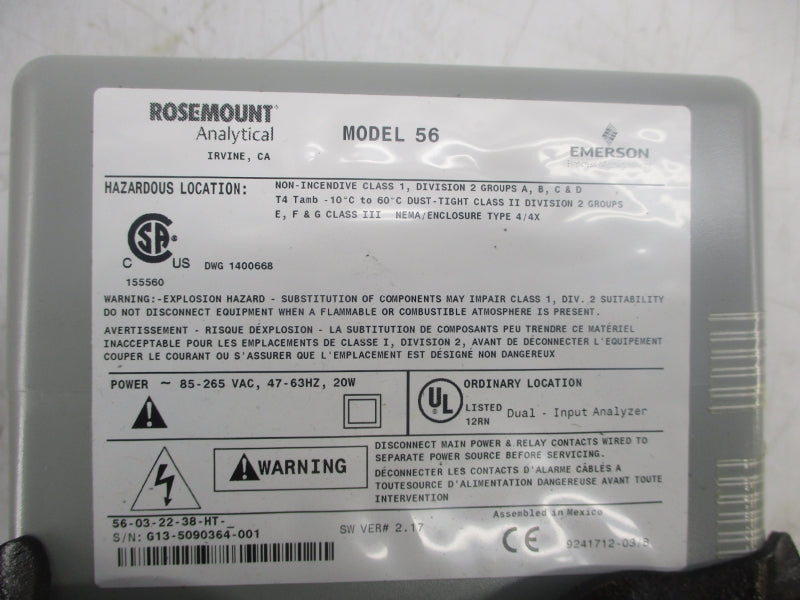 ROSEMOUNT®
Analytical
IRVINE, CA
MODEL 56
EMERSON
HAZARDOUS LOCATION:
NON-INCENDIVE CLASS 1, DIVISION 2 GROUPS A, B, C & D
T4 Tamb -10°C to 60°C DUST-TIGHT CLASS II DIVISION 2 GROUPS
E, F & G CLASS III NEMA/ENCLOSURE TYPE 4/4X
SA ®
C US DWG 1400668
155560
WARNING:-EXPLOSION HAZARD - SUBSTITUTION OF COMPONENTS MAY IMPAIR CLASS 1, DIV. 2 SUITABILITY
DO NOT DISCONNECT EQUIPMENT WHEN A FLAMMABLE OR COMBUSTIBLE ATMOSPHERE IS PRESENT.
AVERTISSEMENT - RISQUE DÉXPLOSION - LA SUBTITUTION DE COMPOSANTS PEU TRENDRE CE MATÉRIEL
INACCEPTABLE POUR LES EMPLACEMENTS DE CLASSE I, DIVISION 2, AVANT DE DÉCONNECTER L'EQUIPEMENT
COUPER LE COURANT OU S'ASSURER QUE L'EMPLACEMENT EST DÉSIGNÉ NON DANGEREUX
POWER ~ 85-265 VAC, 47-63HZ, 20W
UL
ORDINARY LOCATION
LISTED Dual - Input Analyzer
12RN
WARNING
DISCONNECT MAIN POWER & RELAY CONTACTS WIRED TO
SEPARATE POWER SOURCE BEFORE SERVICING.
DÉCONNECTER LES CONTACTS D'ALARME CÂBLÉS A
TOUTESOURCE D'ALIMENTATION DANGEREUSE AVANT TOUTE
INTERVENTION
56-03-22-38-HT-_
S/N: G13-5090364-001
SW VER# 2.17
Assembled in Mexico
CE
9241712-03/B